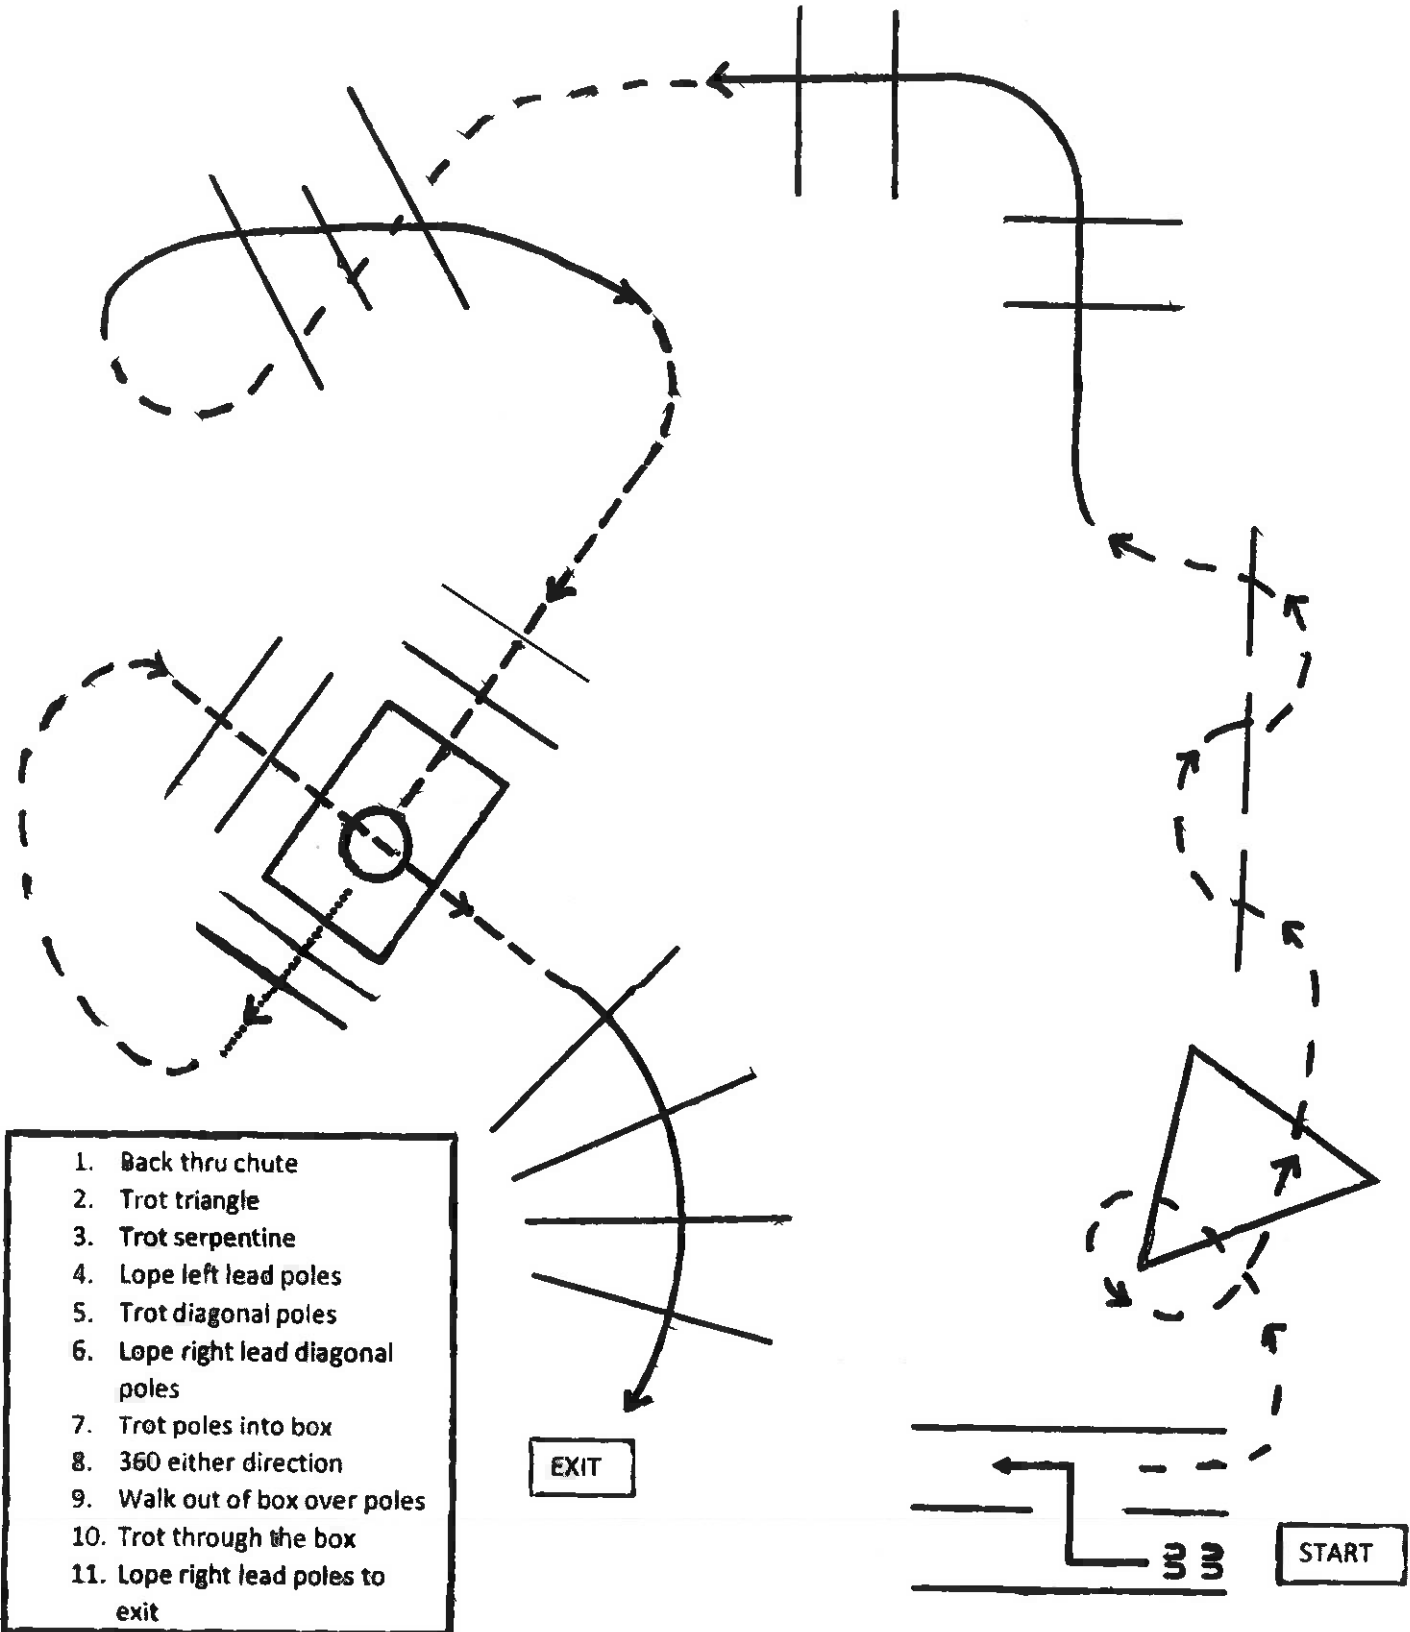 1. Back thru chute
2. Trot triangle
3. Trot serpentine
4. Lope left lead poles
5. Trot diagonal poles
6. Lope right lead diagonal
poles
7. Trot poles into box
8. 360 either direction
9. Walk out of box over poles
10. Trot through the box
11. Lope right lead poles to
exit
EXIT
START